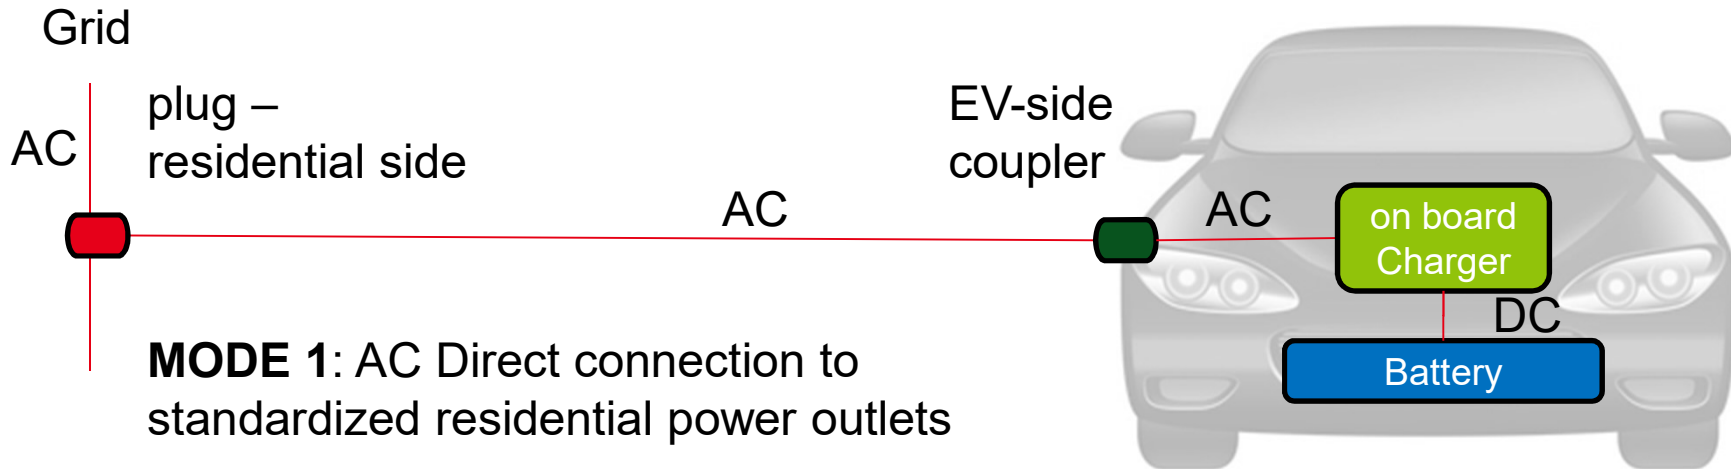 Grid
AC
plug –
residential side
AC
EV-side
coupler
AC
on board
Charger
DC
Battery
MODE 1: AC Direct connection to
standardized residential power outlets